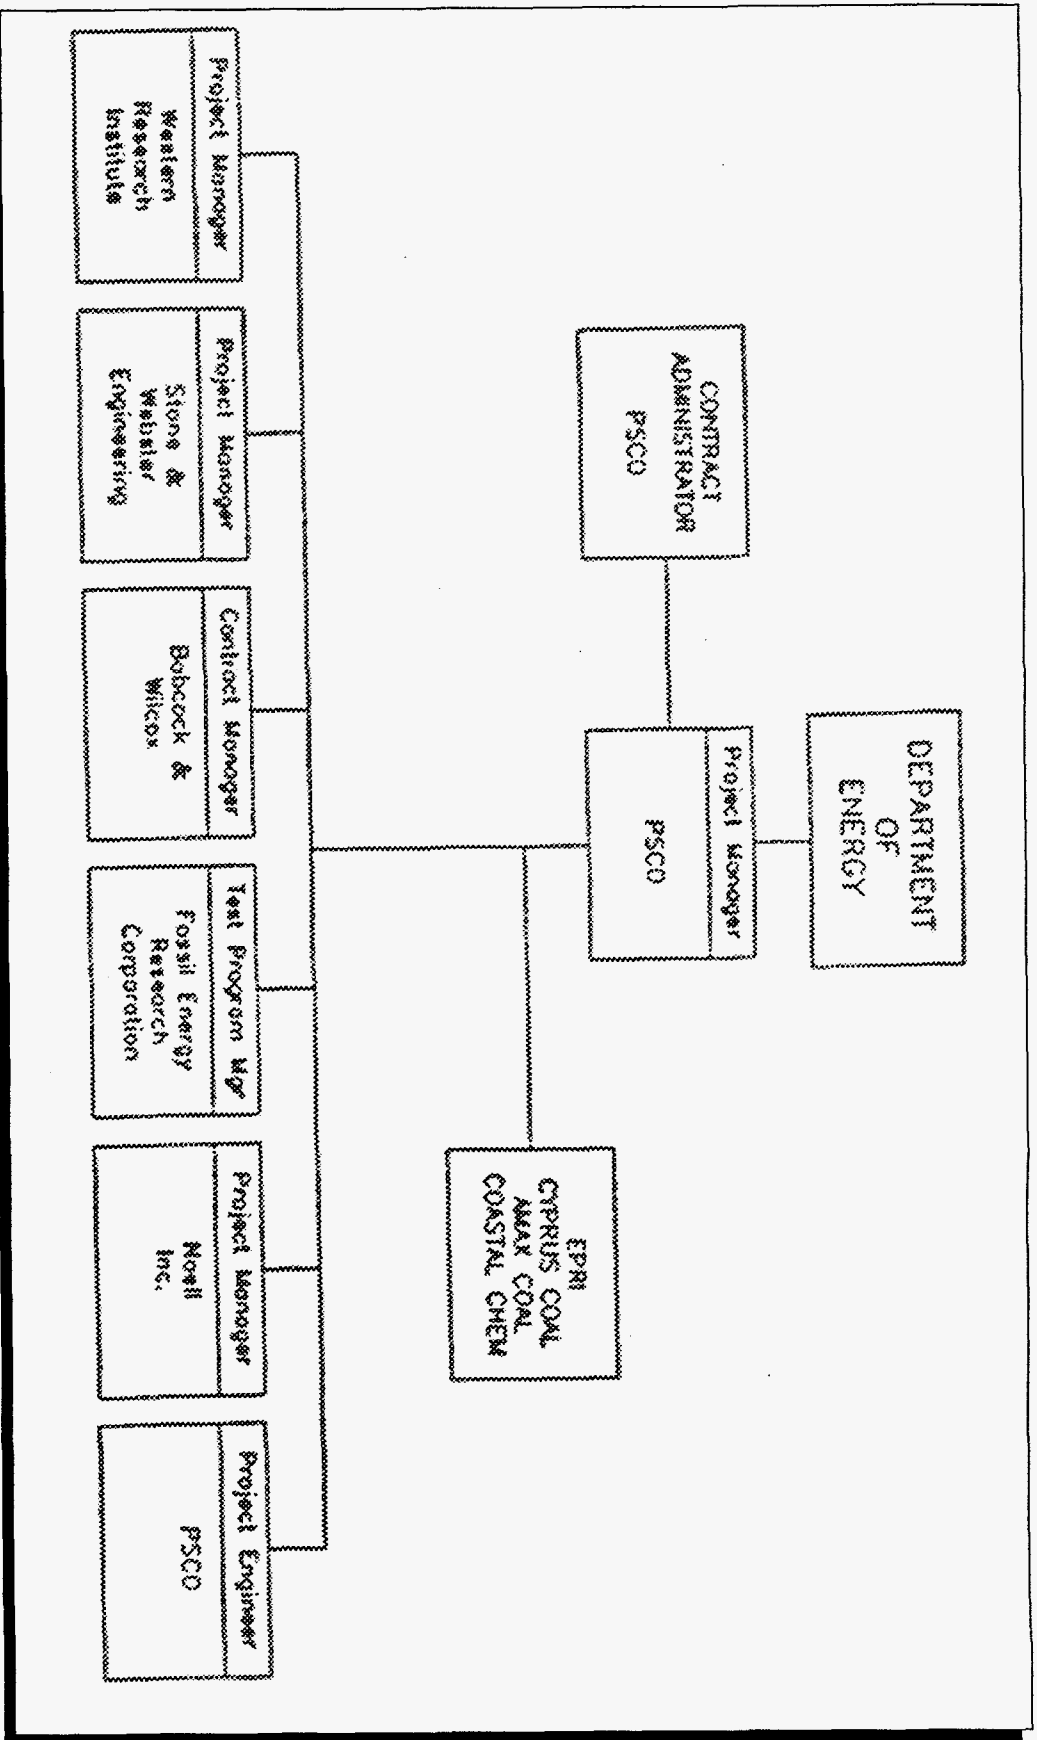 DEPARTMENT
OF
ENERGY
Project Manager
PSCO
CONTRACT
ADMINISTRATOR
PSCO
EPRI
CYPRUS COAL
AMAX COAL
COASTAL CHEM
Project Manager
Western
Research
Institute
Project Manager
Stone &
Webster
Engineering
Contract Manager
Babcock &
Wilcox
Test Program Mgr
Fossil Energy
Research
Corporation
Project Manager
Noell
Inc.
Project Engineer
PSCO